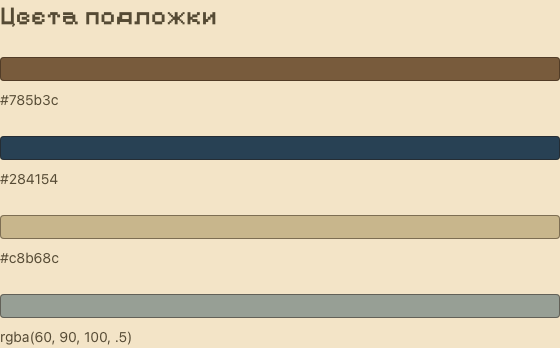 Цвета подложки
#785b3c
#284154
#c8b68c
rgba(60, 90, 100, .5)